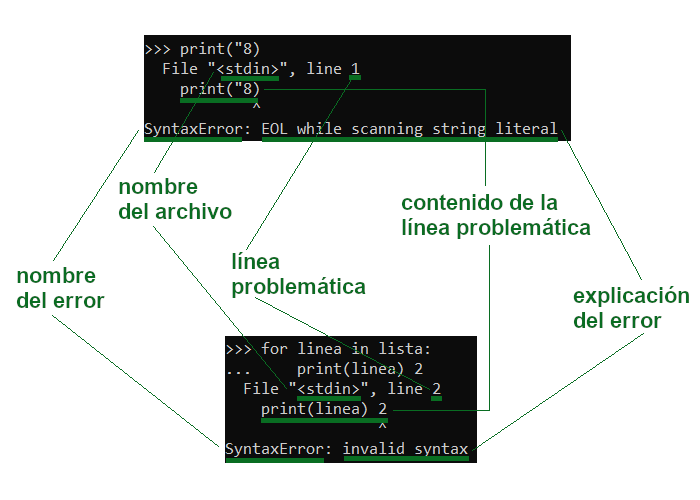 >>> print("8)
  File "<stdin>", line 1
    print("8)
            ^
SyntaxError: EOL while scanning string literal
nombre
del archivo
contenido de la
línea problemática
línea
problemática
nombre
del error
explicación
del error
>>> for linea in lista:
...     print(linea) 2
  File "<stdin>", line 2
    print(linea) 2
                 ^
SyntaxError: invalid syntax